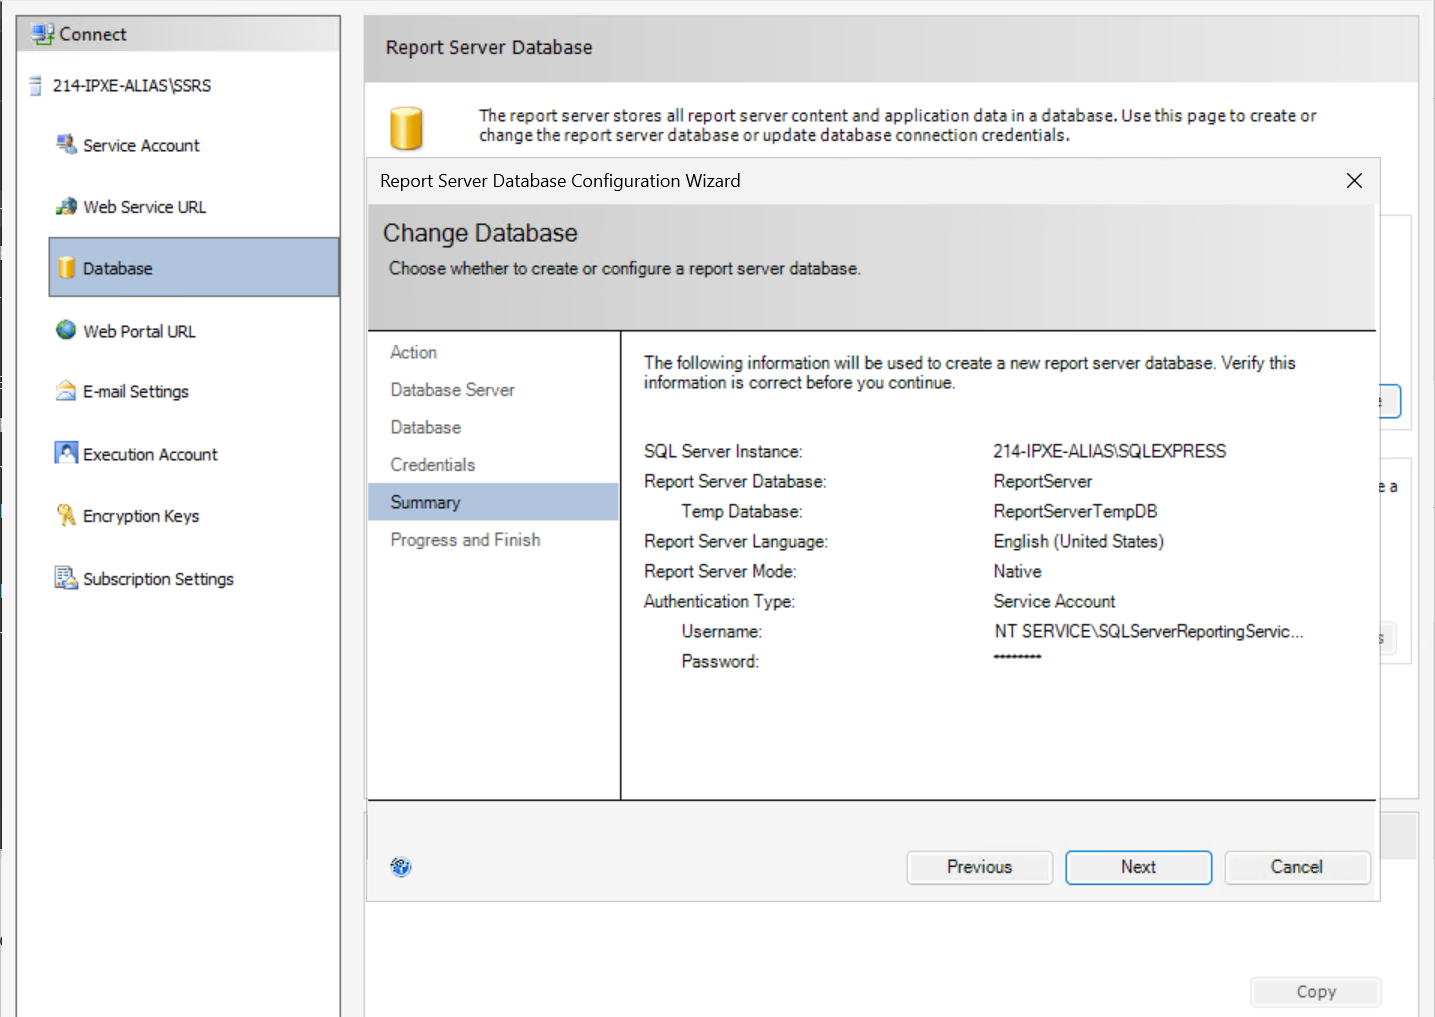 Connect
214-IPXE-ALIAS\SSRS
Service Account
Web Service URL
Database
Web Portal URL
E-mail Settings
Execution Account
Encryption Keys
Subscription Settings
Report Server Database
The report server stores all report server content and application data in a database. Use this page to create or
change the report server database or update database connection credentials.
Report Server Database Configuration Wizard
Change Database
Choose whether to create or configure a report server database.
Action
Database Server
Database
Credentials
Summary
Progress and Finish
The following information will be used to create a new report server database. Verify this
information is correct before you continue.
SQL Server Instance: 214-IPXE-ALIAS\SQLEXPRESS
Report Server Database: ReportServer
Temp Database: ReportServerTempDB
Report Server Language: English (United States)
Report Server Mode: Native
Authentication Type: Service Account
Username: NT SERVICE\SQLServerReportingServic...
Password: ********
e a
Previous
Next
Cancel
Copy